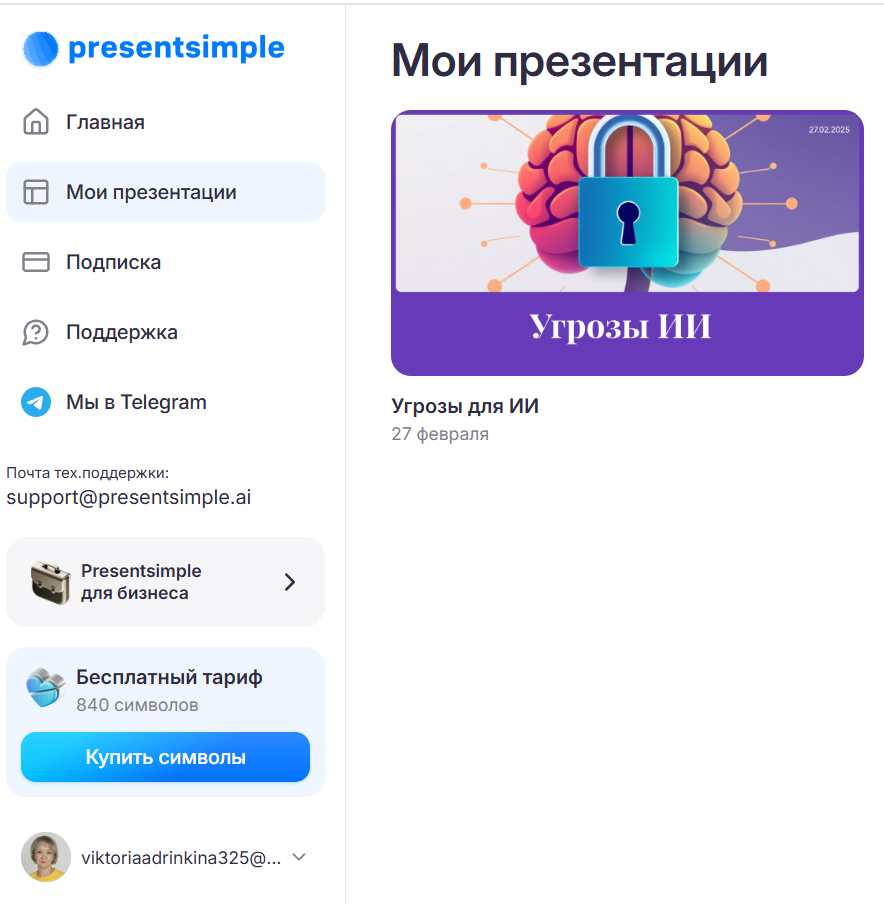 presentsimple
Главная
Мои презентации
Подписка
Поддержка
Мы в Telegram
Почта тех.поддержки:
support@presentsimple.ai
Presentsimple
для бизнеса
Бесплатный тариф
840 символов
Купить символы
viktoriaadrinkina325@...
Мои презентации
27.02.2025
Угрозы ИИ
Угрозы для ИИ
27 февраля